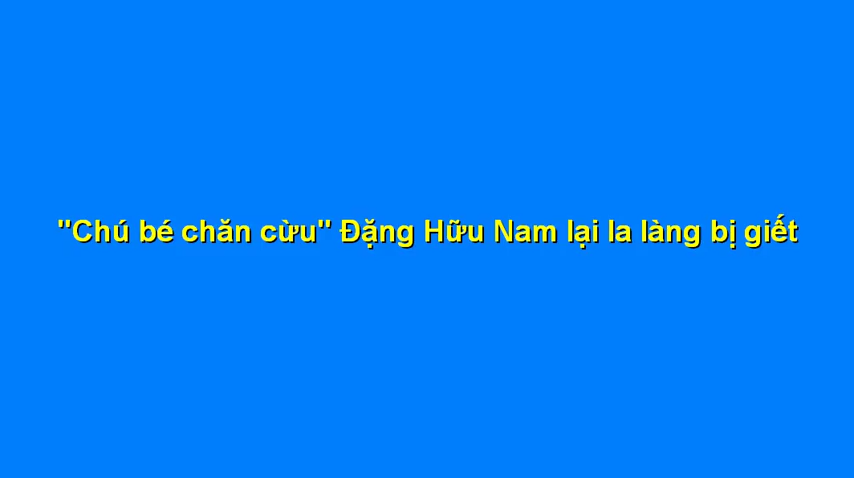 "Chú bé chăn cừu" Đặng Hữu Nam lại la làng bị giết